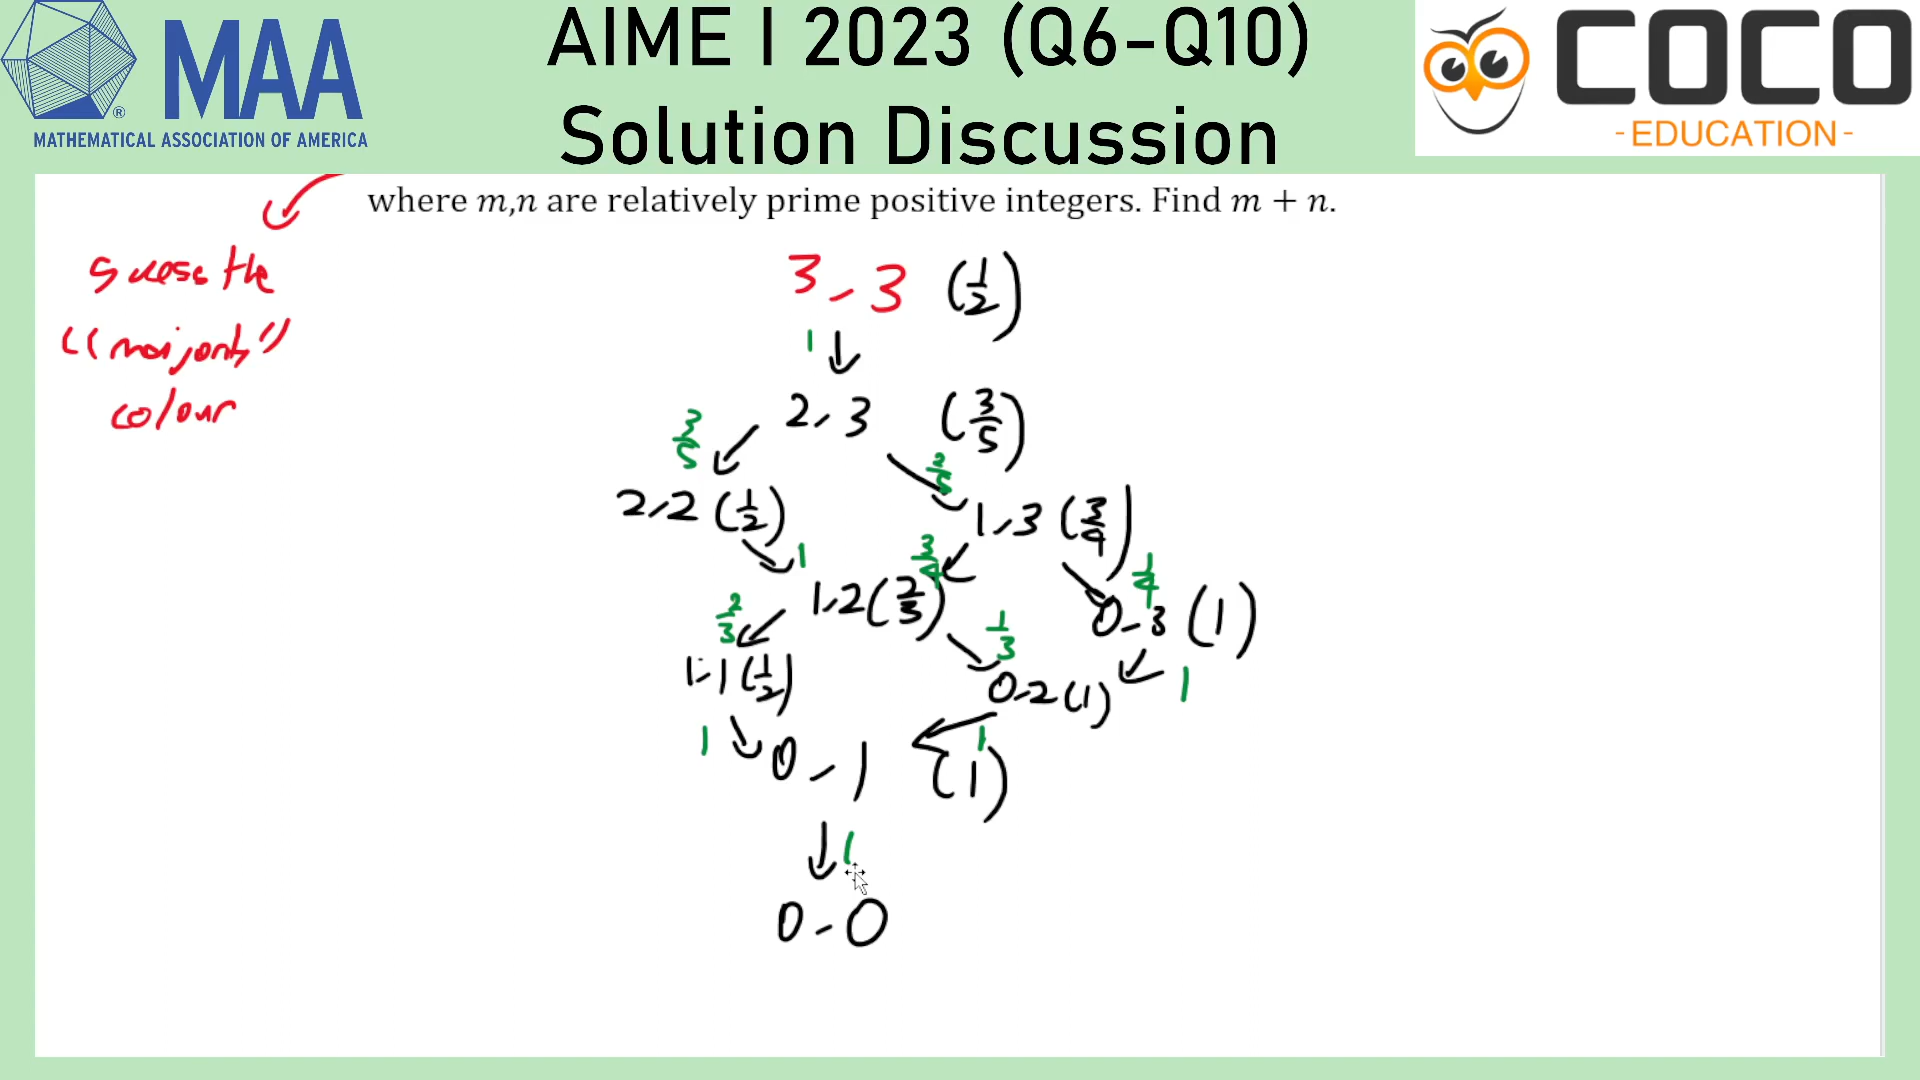 MAA
®
MATHEMATICAL ASSOCIATION OF AMERICA
AIME I 2023 (Q6-Q10)
Solution Discussion
COCO
-EDUCATION-
where m,n are relatively prime positive integers. Find m + n.
the
colour
3, 3 (1/2)
1
2, 3 (3/5)
3/5
2/5
2,2 (1/2)
1,3 (3/4)
1
3/4
1/4
1,2 (2/3)
0,3 (1)
2/3
1/3
1,1 (1/2)
0,2 (1)
1
1
1
0, 1 (1)
1
0, 0